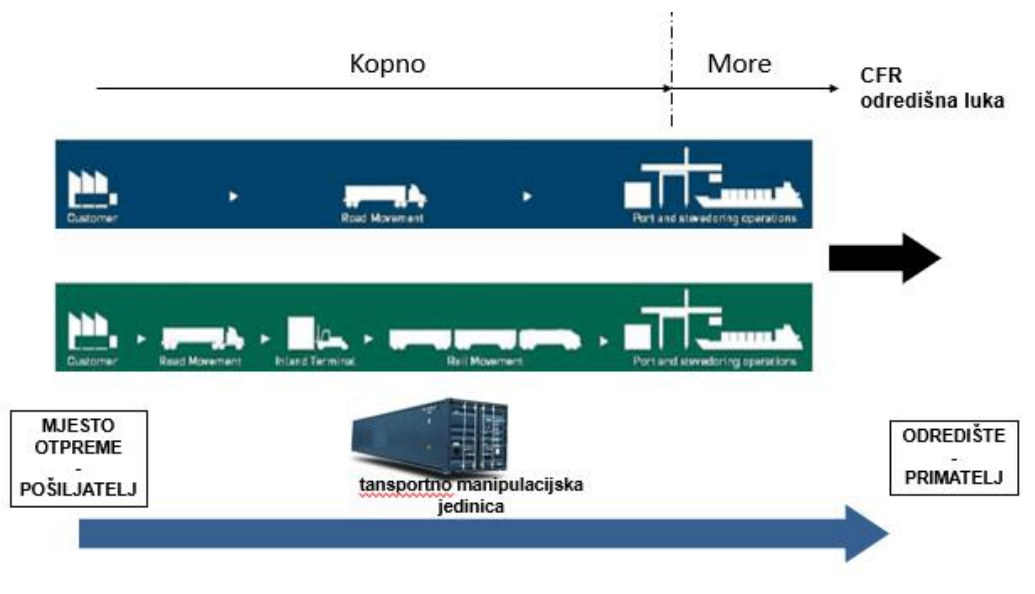 Kopno
More
CFR
odredišna luka
Customer
Road Movement
Port and stevedoring operations
Customer
Road Movement
Inland Terminal
Rail Movement
Port and stevedoring operations
MJESTO
OTPREME
-
POŠILJATELJ
tansportno manipulacijska
jedinica
ODREDIŠTE
-
PRIMATELJ